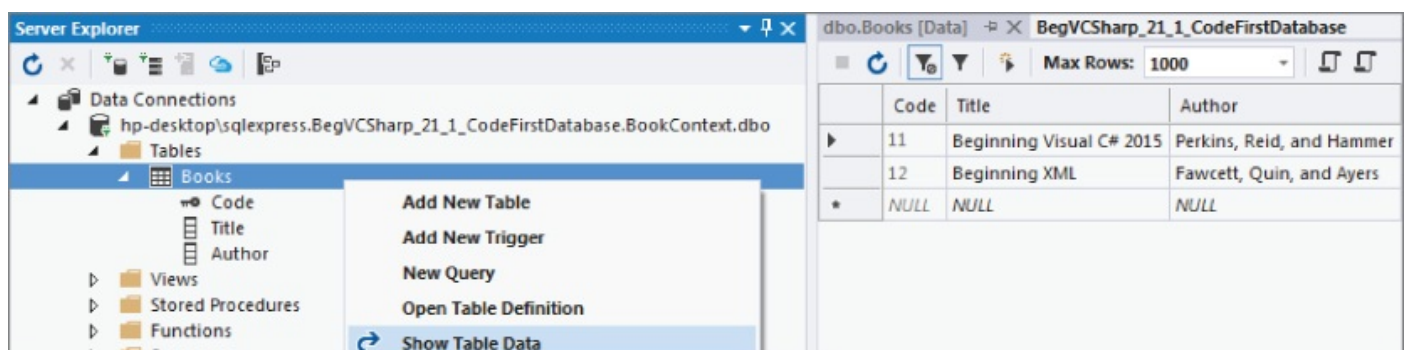 Server Explorer
Data Connections
hp-desktop\sqlexpress.BegVCSharp_21_1_CodeFirstDatabase.BookContext.dbo
Tables
Books
Code
Title
Author
Views
Stored Procedures
Functions
Add New Table
Add New Trigger
New Query
Open Table Definition
Show Table Data
dbo.Books [Data] BegVCSharp_21_1_CodeFirstDatabase
Max Rows: 1000
Code Title Author
11 Beginning Visual C# 2015 Perkins, Reid, and Hammer
12 Beginning XML Fawcett, Quin, and Ayers
NULL NULL NULL